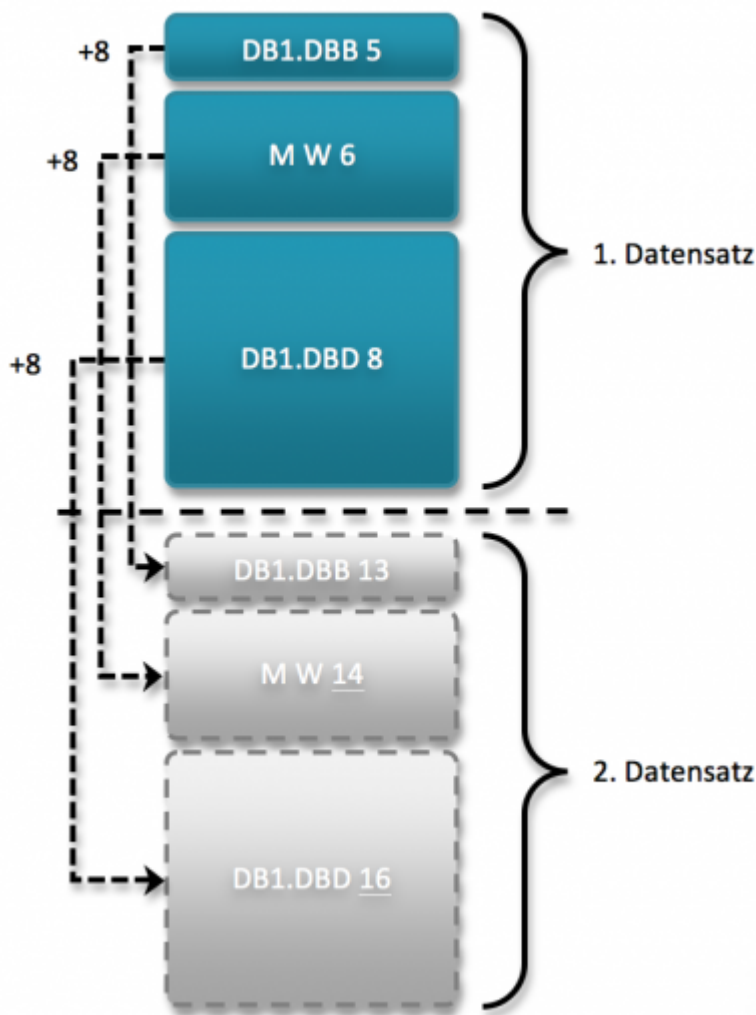 +8
DB1.DBB 5
+8
M W 6
1. Datensatz
+8
DB1.DBD 8
DB1.DBB 13
M W 14
2. Datensatz
DB1.DBD 16